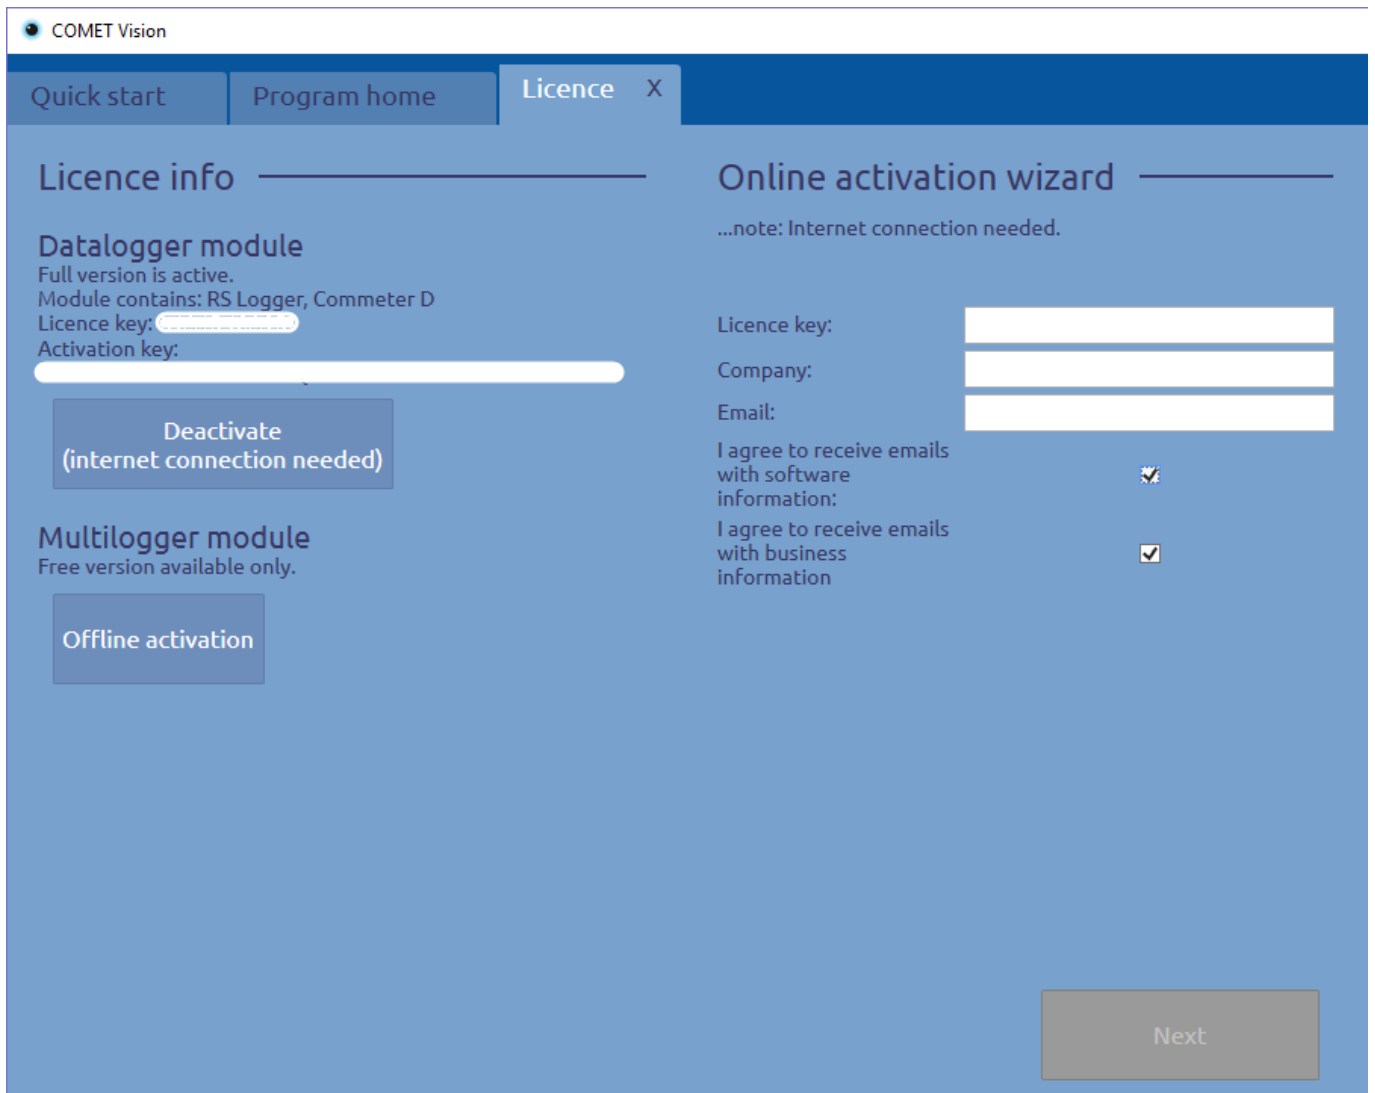 COMET Vision
Quick start
Program home
Licence X
Licence info
Datalogger module
Full version is active.
Module contains: RS Logger, Commeter D
Licence key:
Activation key:
Deactivate
(internet connection needed)
Multilogger module
Free version available only.
Offline activation
Online activation wizard
...note: Internet connection needed.
Licence key:
Company:
Email:
I agree to receive emails
with software
information:
I agree to receive emails
with business
information
Next